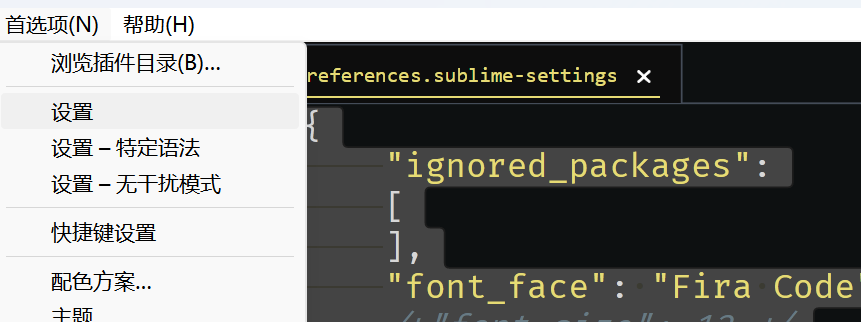 首选项(N) 帮助(H)
浏览插件目录(B)...
设置
设置 – 特定语法
设置 – 无干扰模式
快捷键设置
配色方案...
主题
references.sublime-settings ×
{
"ignored_packages":
[
],
"font_face": "Fira Code"